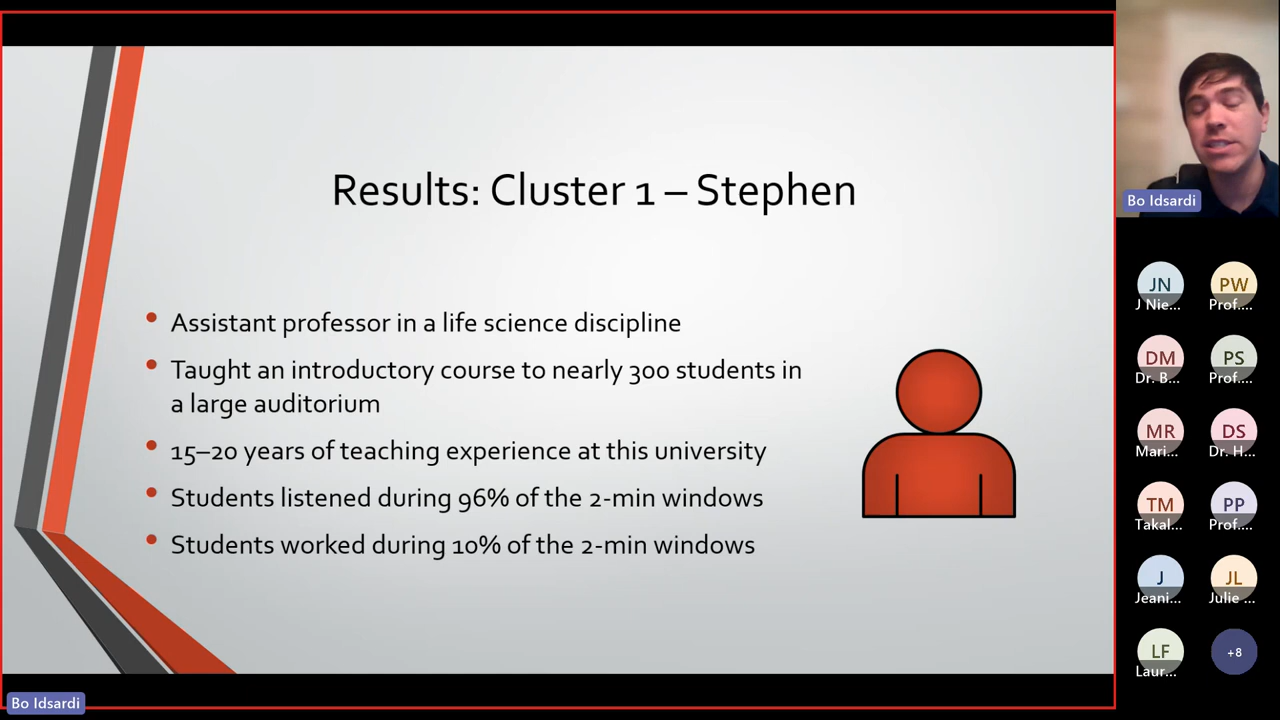 Results: Cluster 1 – Stephen
Assistant professor in a life science discipline
Taught an introductory course to nearly 300 students in
a large auditorium
15–20 years of teaching experience at this university
Students listened during 96% of the 2-min windows
Students worked during 10% of the 2-min windows
Bo Idsardi
Bo Idsardi
JN
J Nie...
PW
Prof....
DM
Dr. B...
PS
Prof....
MR
Mari...
DS
Dr. H...
TM
Takal...
PP
Prof....
J
Jeani...
JL
Julie ...
LF
Laur...
+8